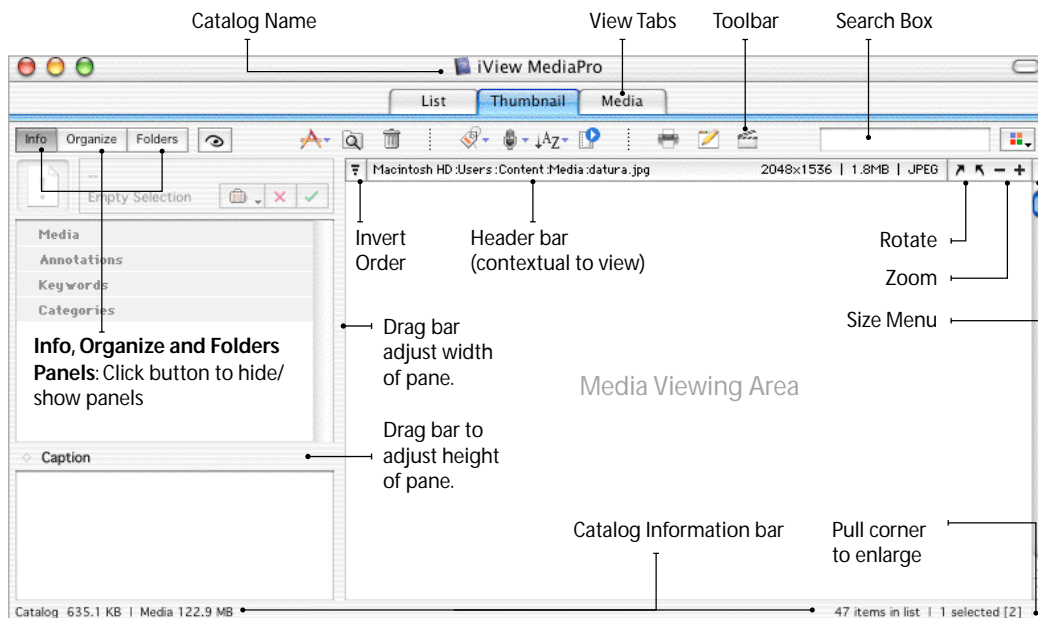 Catalog Name
View Tabs
Toolbar
Search Box
iView MediaPro
List
Thumbnail
Media
Info
Organize
Folders
Macintosh HD:Users:Content:Media:datura.jpg
2048×1536 | 1.8MB | JPEG
--
Empty Selection
Media
Annotations
Keywords
Categories
Invert
Order
Header bar
(contextual to view)
Rotate
Zoom
Size Menu
Info, Organize and Folders
Panels: Click button to hide/
show panels
Drag bar
adjust width
of pane.
Media Viewing Area
Drag bar to
adjust height
of pane.
Caption
Catalog Information bar
Pull corner
to enlarge
Catalog 635.1 KB | Media 122.9 MB
47 items in list | 1 selected [2]